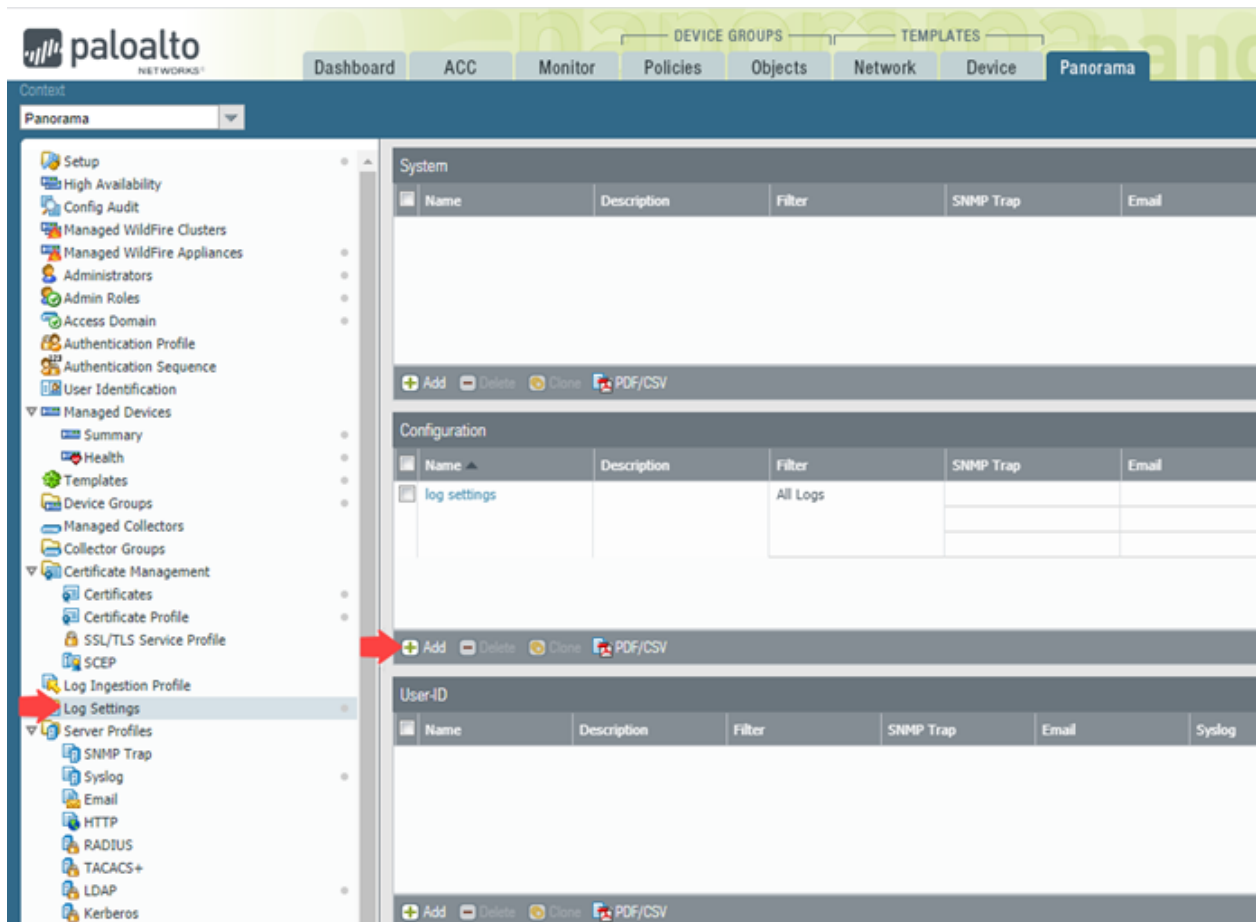 DEVICE GROUPS TEMPLATES
paloalto
NETWORKS
Dashboard ACC Monitor Policies Objects Network Device Panorama
Context
Panorama
Setup
High Availability
Config Audit
Managed WildFire Clusters
Managed WildFire Appliances
Administrators
Admin Roles
Access Domain
Authentication Profile
Authentication Sequence
User Identification
Managed Devices
Summary
Health
Templates
Device Groups
Managed Collectors
Collector Groups
Certificate Management
Certificates
Certificate Profile
SSL/TLS Service Profile
SCEP
Log Ingestion Profile
Log Settings
Server Profiles
SNMP Trap
Syslog
Email
HTTP
RADIUS
TACACS+
LDAP
Kerberos
System
Name Description Filter SNMP Trap Email
Add Delete Clone PDF/CSV
Configuration
Name Description Filter SNMP Trap Email
log settings All Logs
Add Delete Clone PDF/CSV
User-ID
Name Description Filter SNMP Trap Email Syslog
Add Delete Clone PDF/CSV